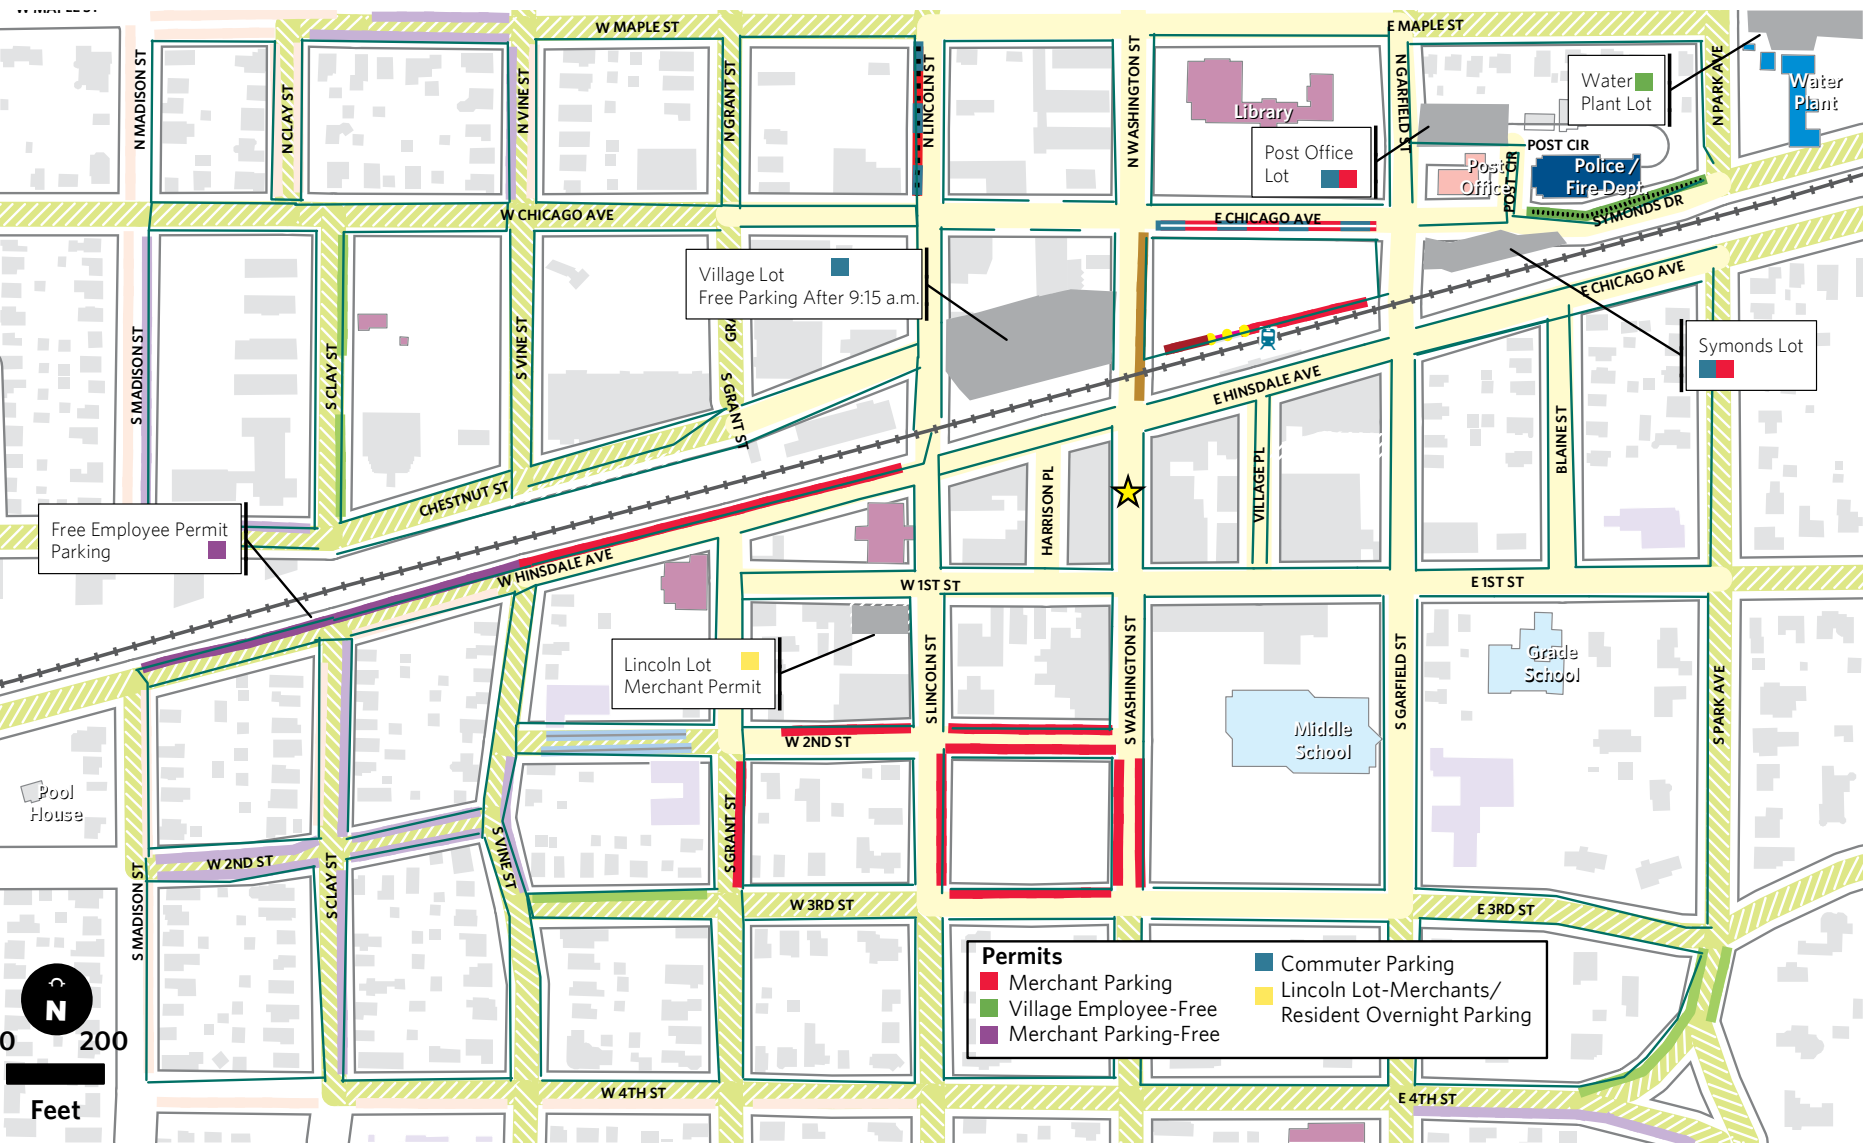 W MAPLE ST
W MAPLE ST
E MAPLE ST
N MADISON ST
N CLAY ST
N VINE ST
N GRANT ST
N LINCOLN ST
N WASHINGTON ST
N GARFIELD ST
N PARK AVE
Library
Water
Plant Lot
Water
Plant
Post Office
Lot
POST CIR
POST CIR
Post
Office
Police /
Fire Dept.
SYMONDS DR
W CHICAGO AVE
E CHICAGO AVE
E CHICAGO AVE
Village Lot
Free Parking After 9:15 a.m.
Symonds Lot
S MADISON ST
S CLAY ST
S VINE ST
GRA
S GRANT ST
E HINSDALE AVE
BLAINE ST
VILLAGE PL
HARRISON PL
CHESTNUT ST
Free Employee Permit
Parking
W HINSDALE AVE
W 1ST ST
E 1ST ST
Lincoln Lot
Merchant Permit
S LINCOLN ST
S WASHINGTON ST
S GARFIELD ST
S PARK AVE
Grade
School
Middle
School
W 2ND ST
Pool
House
W 2ND ST
S MADISON ST
S CLAY ST
S VINE ST
S GRANT ST
W 3RD ST
E 3RD ST
Permits
Merchant Parking
Village Employee-Free
Merchant Parking-Free
Commuter Parking
Lincoln Lot-Merchants/
Resident Overnight Parking
N
0 200
Feet
W 4TH ST
E 4TH ST